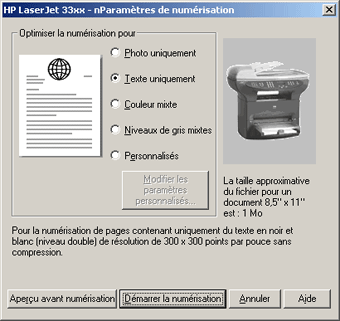 HP LaserJet 33xx - nParamètres de numérisation
Optimiser la numérisation pour
Photo uniquement
Texte uniquement
Couleur mixte
Niveaux de gris mixtes
Personnalisés
Modifier les
paramètres
personnalisés...
La taille approximative
du fichier pour un
document 8,5" x 11"
est : 1 Mo
Pour la numérisation de pages contenant uniquement du texte en noir et
blanc (niveau double) de résolution de 300 x 300 points par pouce sans
compression.
Aperçu avant numérisation
Démarrer la numérisation
Annuler
Aide